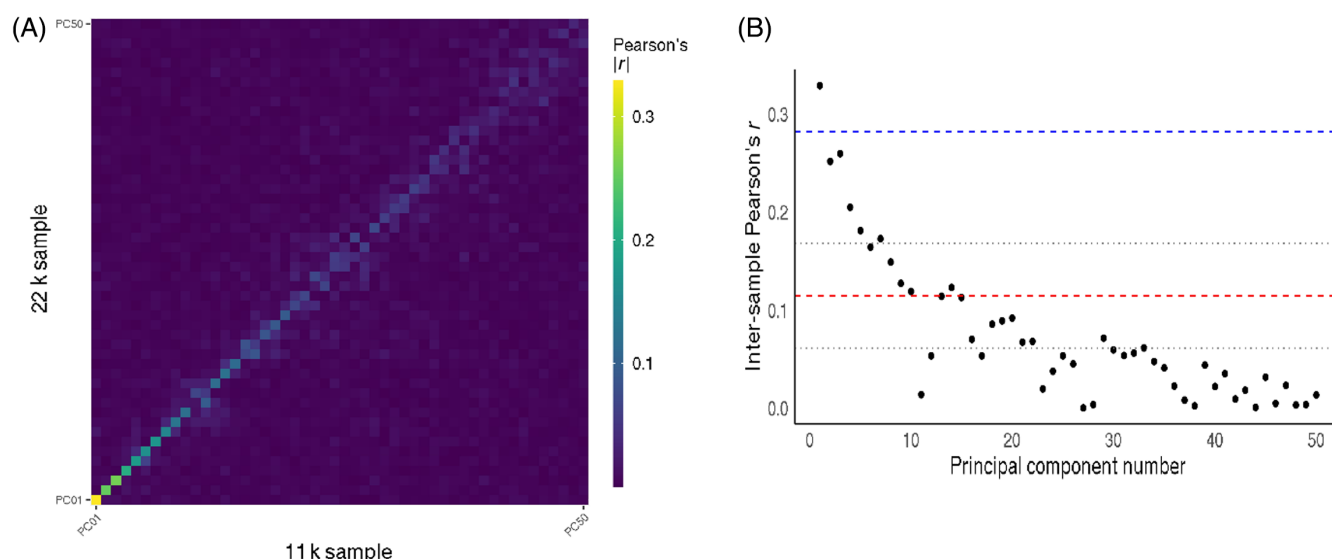 (A)
PC50
PC01
PC01
PC50
22 k sample
11 k sample
Pearson's
|r|
0.3
0.2
0.1
(B)
Inter-sample Pearson's r
0.3
0.2
0.1
0.0
0
10
20
30
40
50
Principal component number